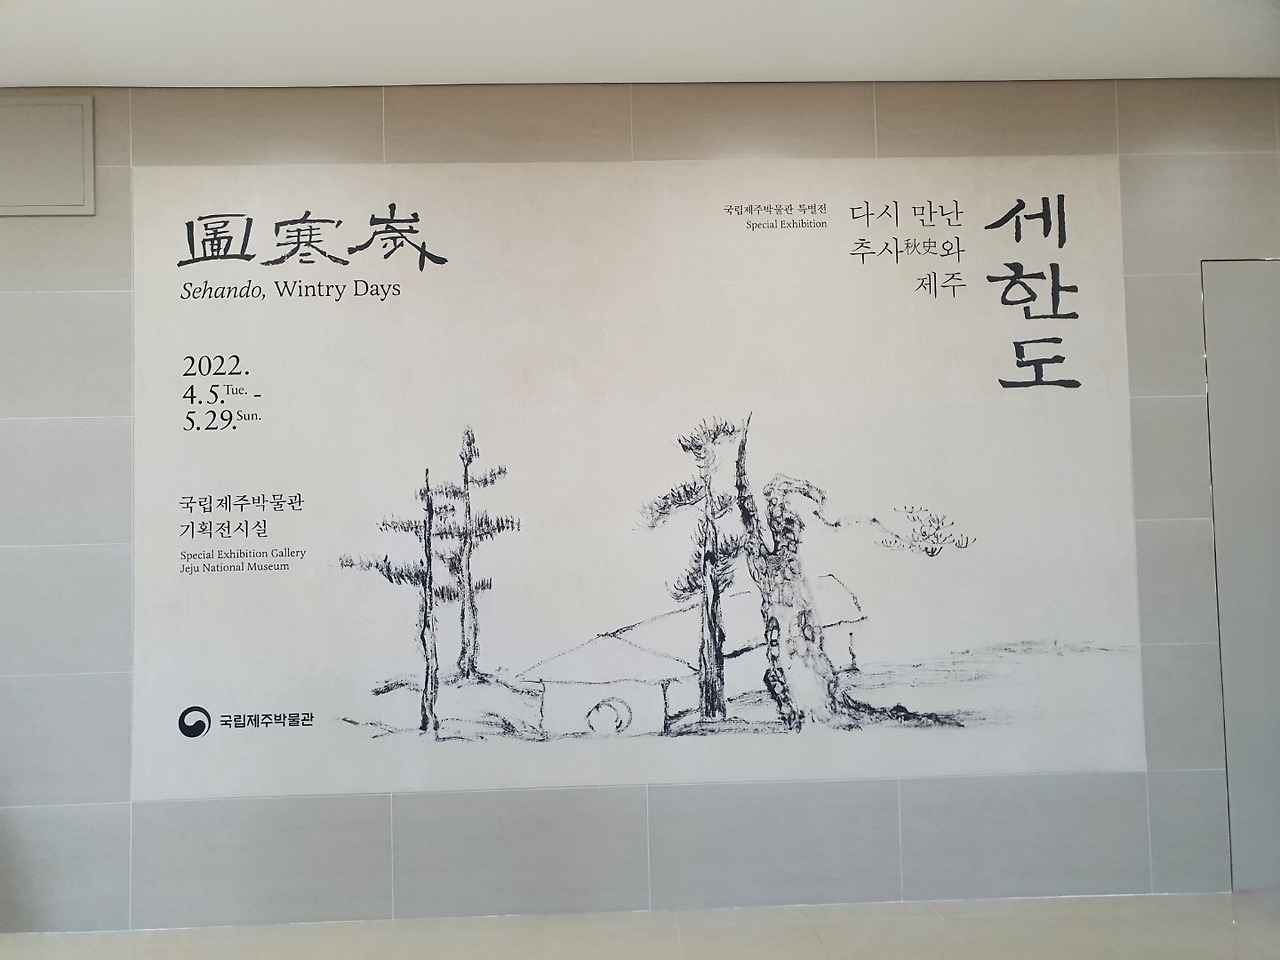 圖寒歲
Sehando, Wintry Days
2022.
4.5.Tue. -
5.29.Sun.
국립제주박물관
기획전시실
Special Exhibition Gallery
Jeju National Museum
국립제주박물관
국립제주박물관 특별전
Special Exhibition
다시 만난
추사秋史와
제주
세한도